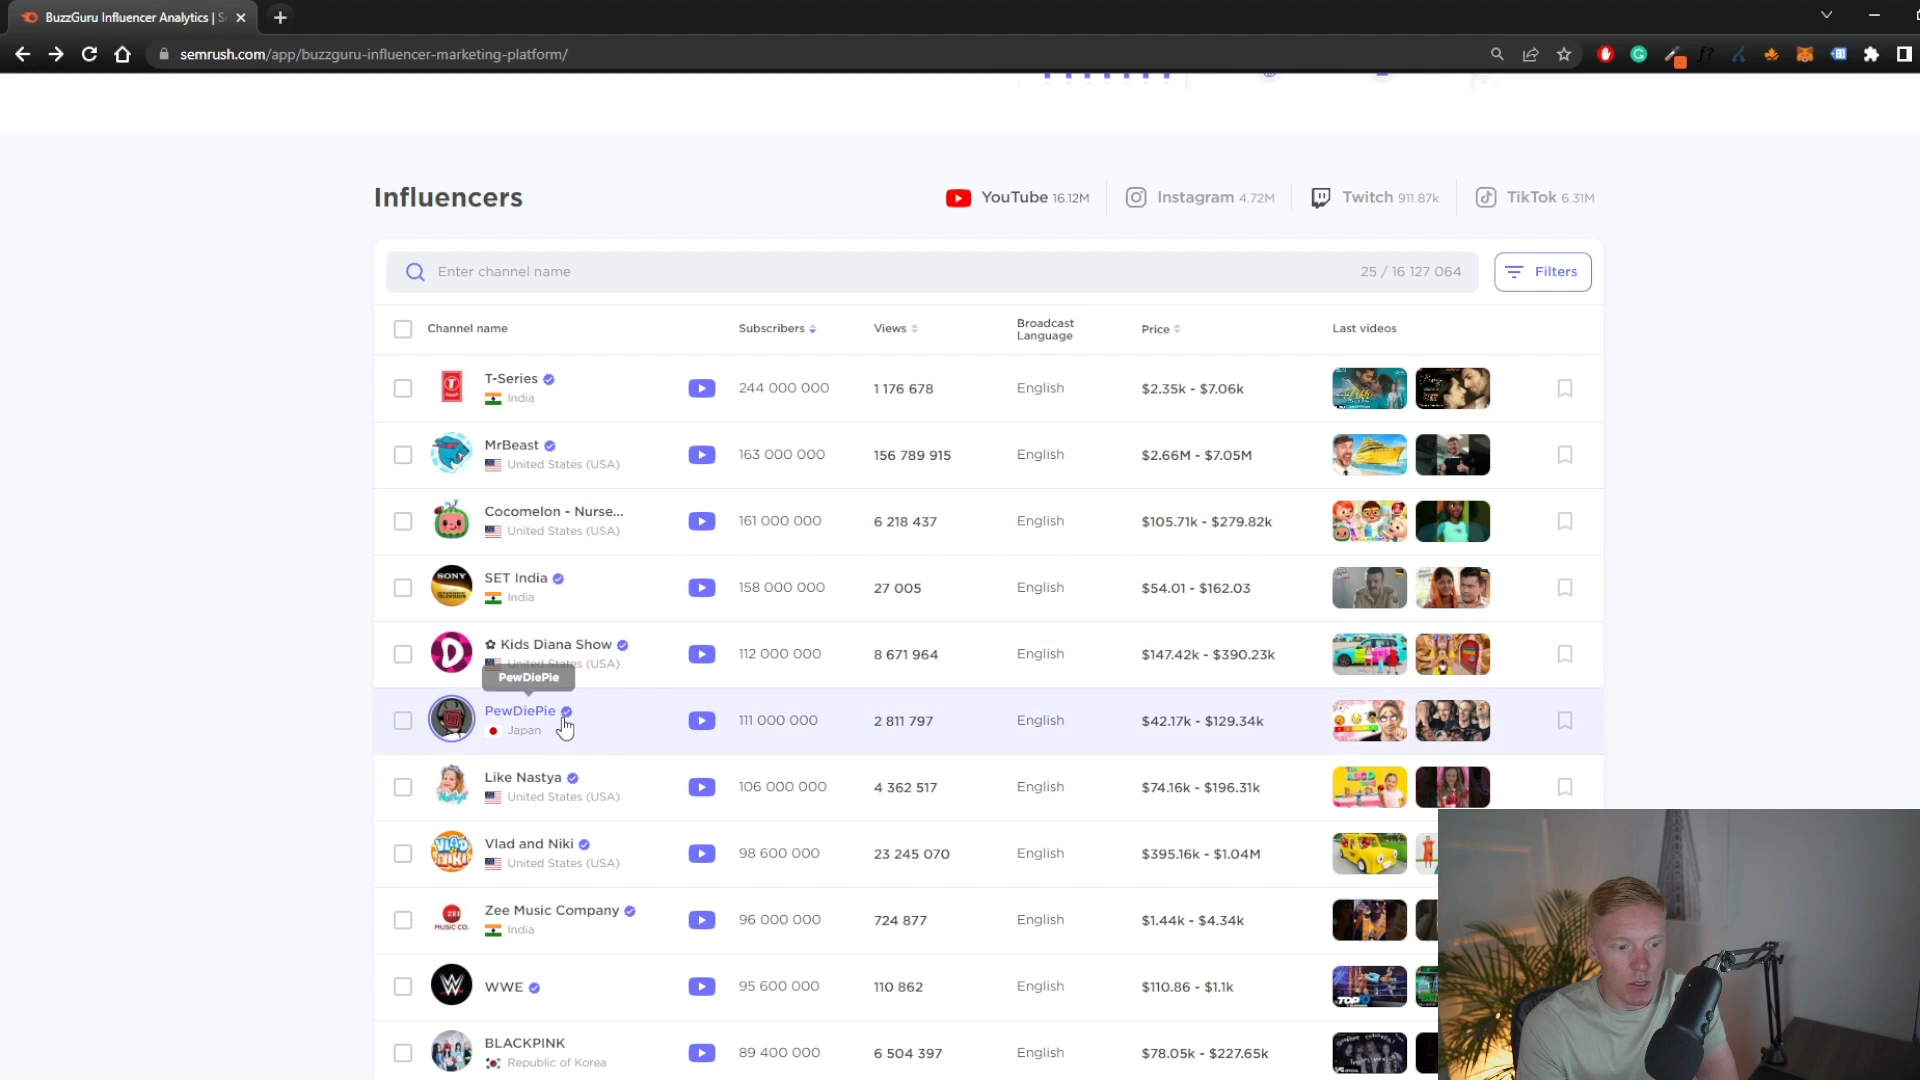 BuzzGuru Influencer Analytics | S
semrush.com/app/buzzguru-influencer-marketing-platform/
Influencers
YouTube 16.12M
Instagram 4.72M
Twitch 911.87k
TikTok 6.31M
Enter channel name
25 / 16 127 064
Filters
Channel name Subscribers Views Broadcast Language Price Last videos
T-Series 244 000 000 1 176 678 English $2.35k - $7.06k
India
MrBeast 163 000 000 156 789 915 English $2.66M - $7.05M
United States (USA)
Cocomelon - Nurse... 161 000 000 6 218 437 English $105.71k - $279.82k
United States (USA)
SONY
SET India 158 000 000 27 005 English $54.01 - $162.03
India
D
✿ Kids Diana Show 112 000 000 8 671 964 English $147.42k - $390.23k
United States (USA)
PewDiePie
PewDiePie 111 000 000 2 811 797 English $42.17k - $129.34k
Japan
Like Nastya 106 000 000 4 362 517 English $74.16k - $196.31k
United States (USA)
VLAD NIKI
Vlad and Niki 98 600 000 23 245 070 English $395.16k - $1.04M
United States (USA)
ZEE MUSIC CO.
Zee Music Company 96 000 000 724 877 English $1.44k - $4.34k
India
WWE 95 600 000 110 862 English $110.86 - $1.1k
TOP10
BLACKPINK 89 400 000 6 504 397 English $78.05k - $227.65k
Republic of Korea